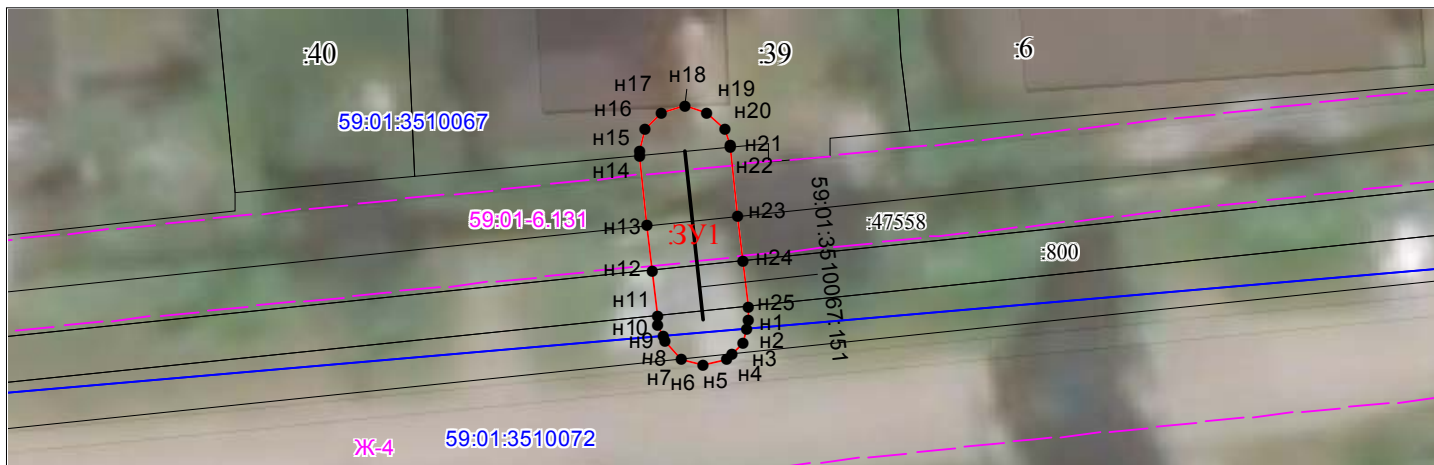 :40
:39
:6
н18
н17
н19
н16
н20
59:01:3510067
н15
н21
н14
н22
59:01-6.131
н23
:47558
н13
:ЗУ1
59:01:3510067:151
:800
н12
н24
н11
н25
н10
н1
н9
н2
н8
н3
н7
н6
н5
н4
Ж-4
59:01:3510072